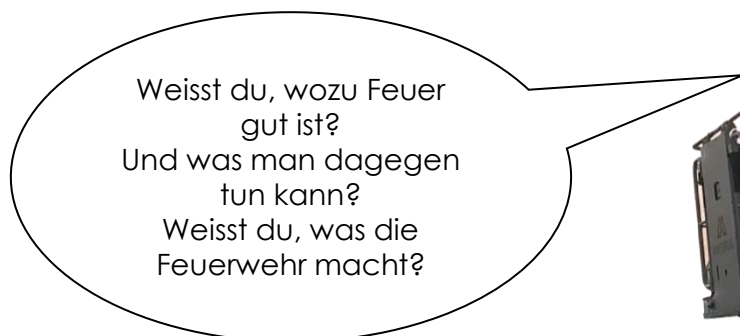 Weisst du, wozu Feuer
gut ist?
Und was man dagegen
tun kann?
Weisst du, was die
Feuerwehr macht?